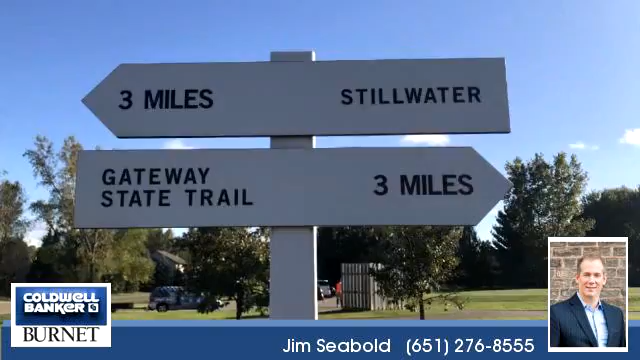 3 MILES STILLWATER
GATEWAY
STATE TRAIL
3 MILES
COLDWELL
BANKER
BURNET
Jim Seabold (651) 276-8555